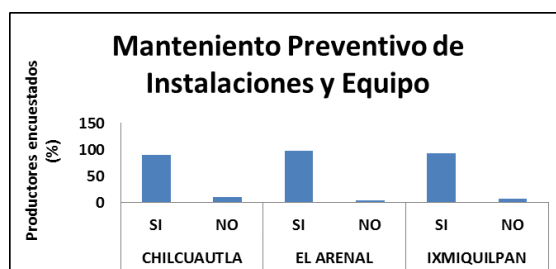 Manteniento Preventivo de
Instalaciones y Equipo
Productores encuestados
(%)
150
100
50
0
SI NO SI NO SI NO
CHILCUAUTLA EL ARENAL IXMIQUILPAN